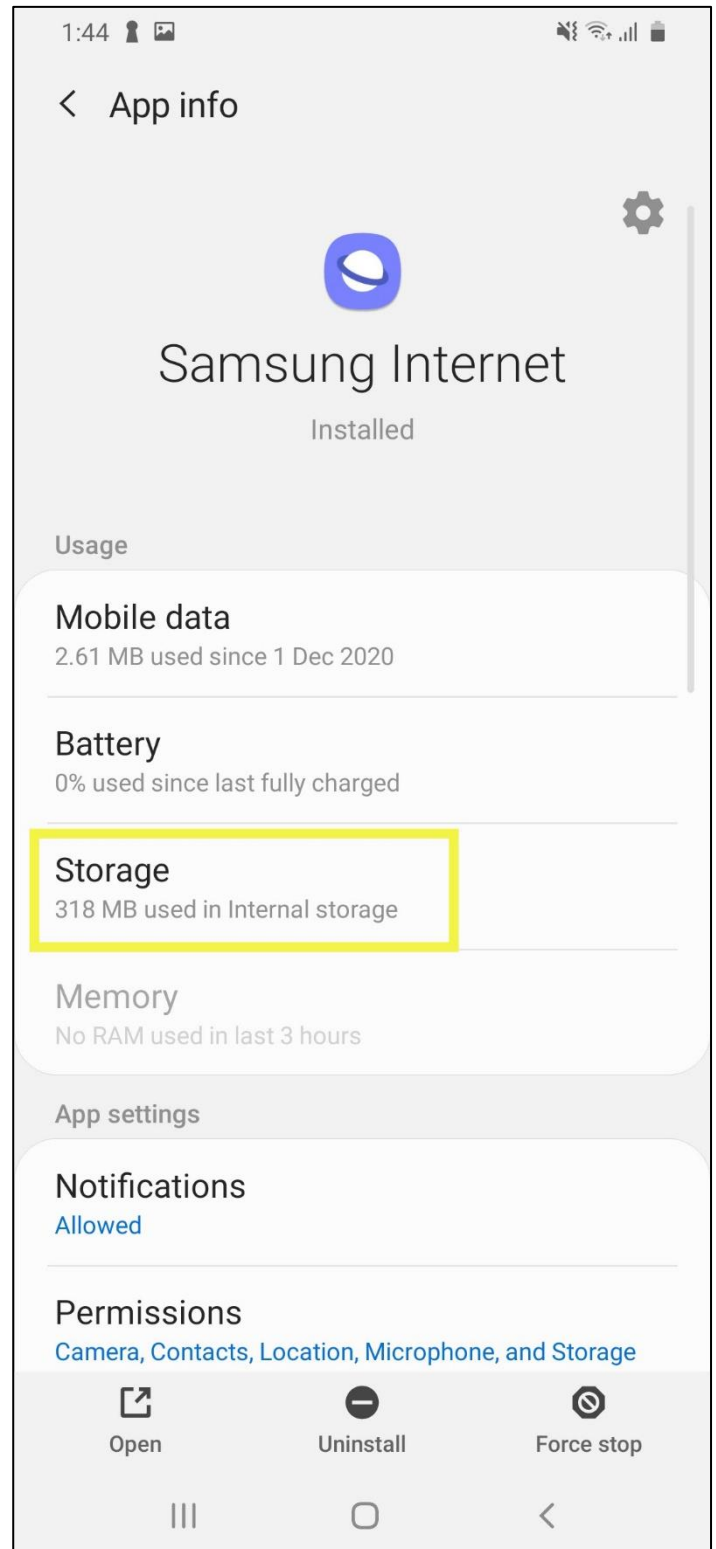 1:44
App info
Samsung Internet
Installed
Usage
Mobile data
2.61 MB used since 1 Dec 2020
Battery
0% used since last fully charged
Storage
318 MB used in Internal storage
Memory
No RAM used in last 3 hours
App settings
Notifications
Allowed
Permissions
Camera, Contacts, Location, Microphone, and Storage
Open Uninstall Force stop